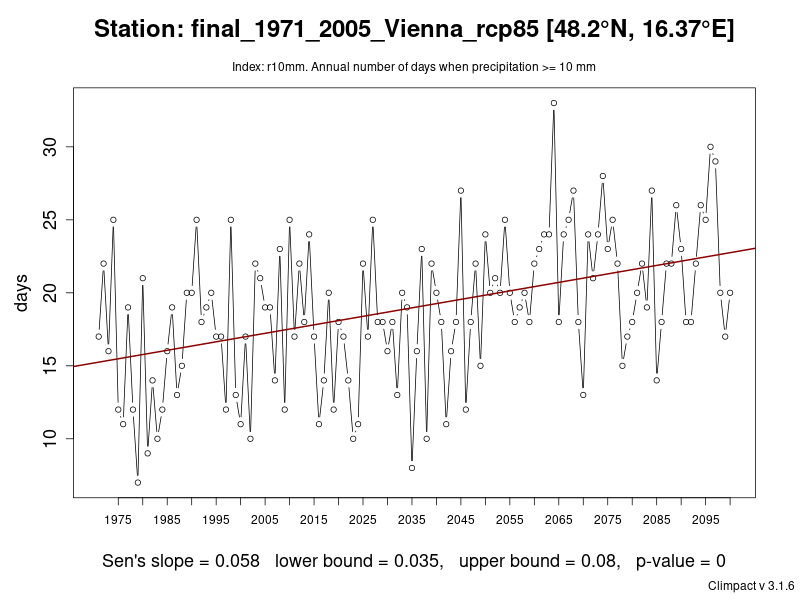 Station: final_1971_2005_Vienna_rcp85 [48.2°N, 16.37°E]
Index: r10mm. Annual number of days when precipitation >= 10 mm
30
25
20
15
10
days
1975 1985 1995 2005 2015 2025 2035 2045 2055 2065 2075 2085 2095
Sen's slope = 0.058 lower bound = 0.035, upper bound = 0.08, p-value = 0
Climpact v 3.1.6